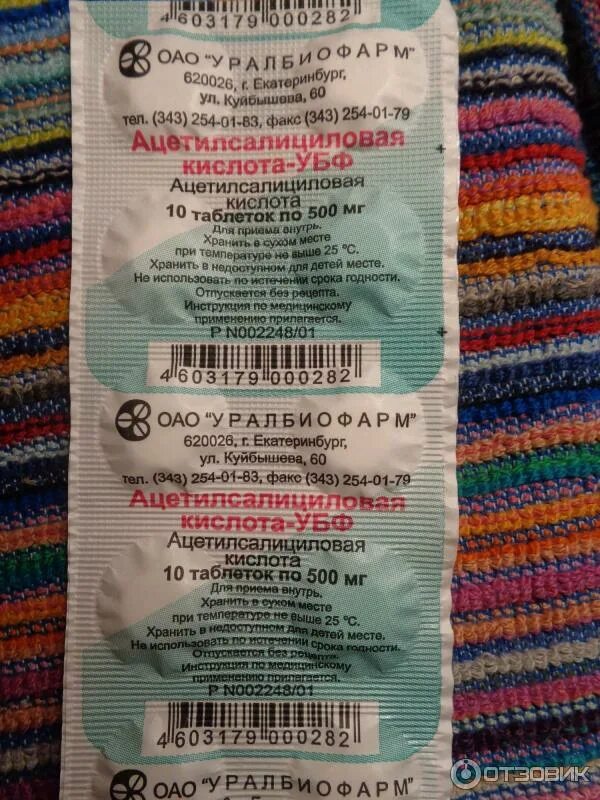 4603179 000282
ОАО "УРАЛБИОФАРМ"
620026, г. Екатеринбург,
ул. Куйбышева, 60
тел. (343) 254-01-83, факс (343) 254-01-79
Ацетилсалициловая
кислота-УБФ
Ацетилсалициловая
кислота
10 таблеток по 500 мг
Для приема внутрь.
Хранить в сухом месте
при температуре не выше 25 °C.
Хранить в недоступном для детей месте.
Не использовать по истечении срока годности.
Отпускается без рецепта.
Инструкция по медицинскому
применению прилагается.
Р N002248/01
4603179 000282
ОАО "УРАЛБИОФАРМ"
620026, г. Екатеринбург,
ул. Куйбышева, 60
тел. (343) 254-01-83, факс (343) 254-01-79
Ацетилсалициловая
кислота-УБФ
Ацетилсалициловая
кислота
10 таблеток по 500 мг
Для приема внутрь.
Хранить в сухом месте
при температуре не выше 25 °C.
Хранить в недоступном для детей месте.
Не использовать по истечении срока годности.
Отпускается без рецепта.
Инструкция по медицинскому
применению прилагается.
Р N002248/01
4603179 000282
ОАО "УРАЛБИОФАРМ"
ОТЗОВИК